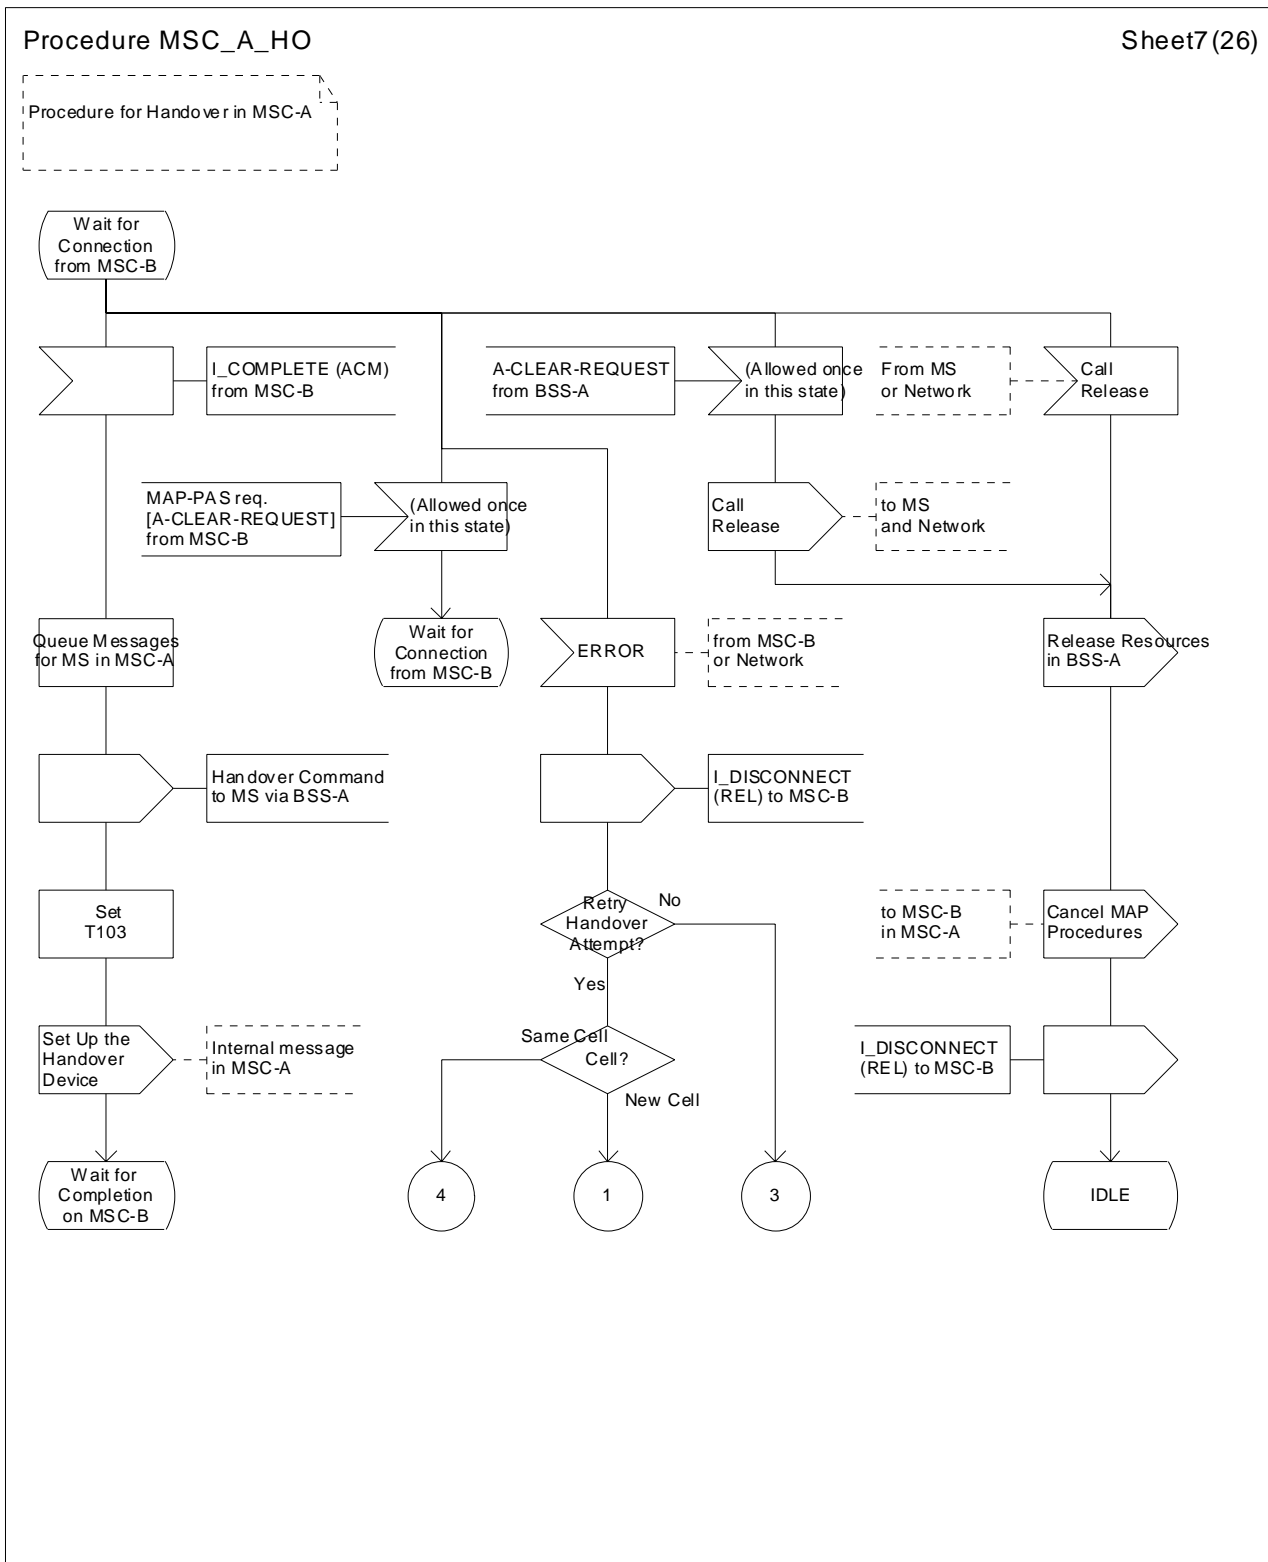 Procedure MSC_A_HO
Sheet7(26)
Procedure for Handover in MSC-A
Wait for
Connection
from MSC-B
I_COMPLETE (ACM)
from MSC-B
A-CLEAR-REQUEST
from BSS-A
(Allowed once
in this state)
From MS
or Network
Call
Release
MAP-PAS req.
[A-CLEAR-REQUEST]
from MSC-B
(Allowed once
in this state)
Call
Release
to MS
and Network
Queue Messages
for MS in MSC-A
Wait for
Connection
from MSC-B
ERROR
from MSC-B
or Network
Release Resources
in BSS-A
Handover Command
to MS via BSS-A
I_DISCONNECT
(REL) to MSC-B
Set
T103
Retry
Handover
Attempt?
No
Yes
to MSC-B
in MSC-A
Cancel MAP
Procedures
Set Up the
Handover
Device
Internal message
in MSC-A
Same Cell
Cell?
New Cell
I_DISCONNECT
(REL) to MSC-B
Wait for
Completion
on MSC-B
4
1
3
IDLE